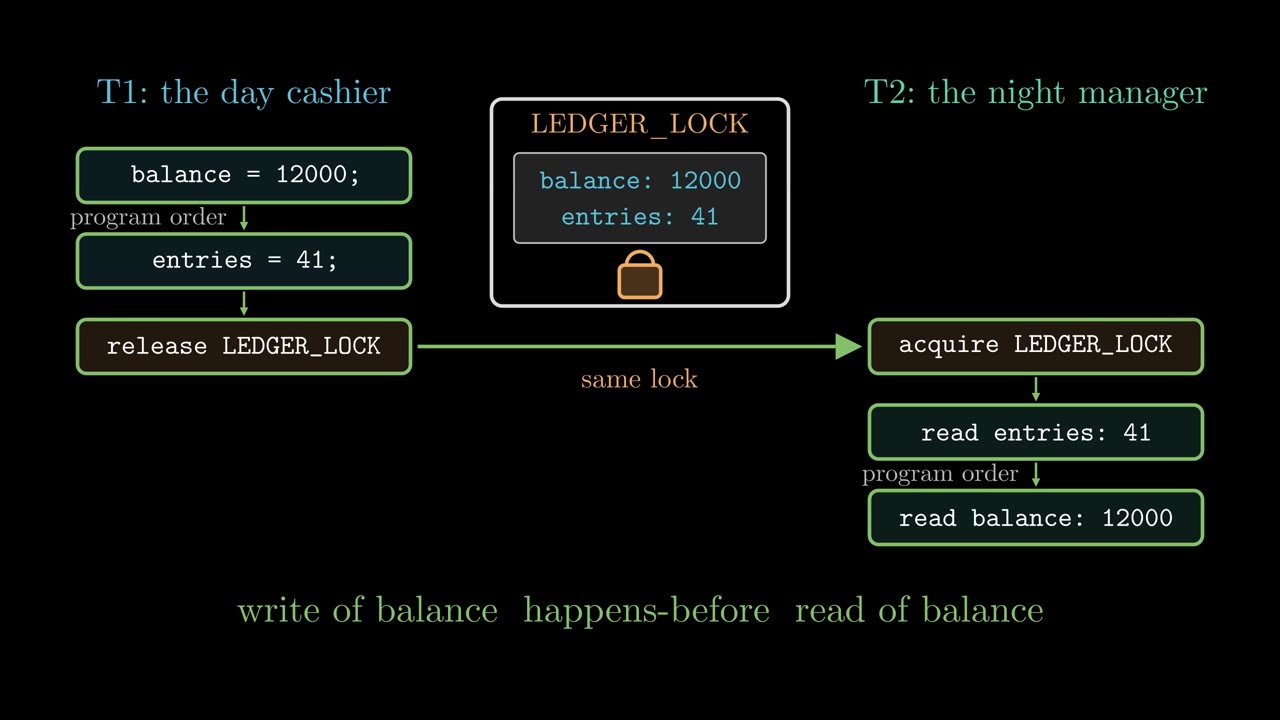 T1: the day cashier
balance = 12000;
program order
entries = 41;
release LEDGER_LOCK
LEDGER_LOCK
balance: 12000
entries: 41
same lock
T2: the night manager
acquire LEDGER_LOCK
read entries: 41
program order
read balance: 12000
write of balance happens-before read of balance